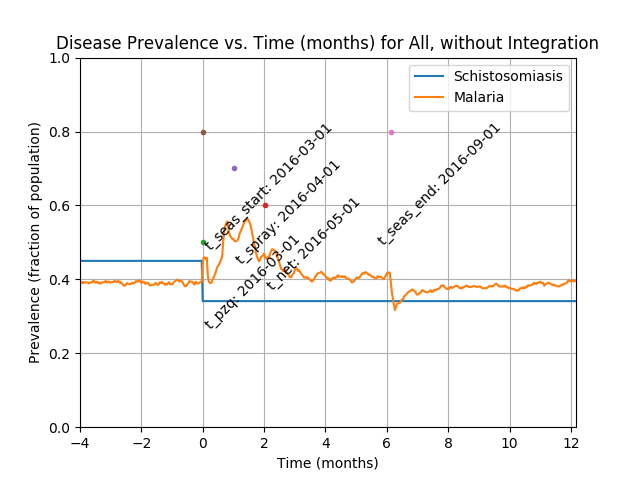 Disease Prevalence vs. Time (months) for All, without Integration
Prevalence (fraction of population)
1.0
0.8
0.6
0.4
0.2
0.0
Schistosomiasis
Malaria
t_seas_start: 2016-03-01
t_spray: 2016-04-01
t_net: 2016-05-01
t_pzq: 2016-03-01
t_seas_end: 2016-09-01
−4 −2 0 2 4 6 8 10 12
Time (months)